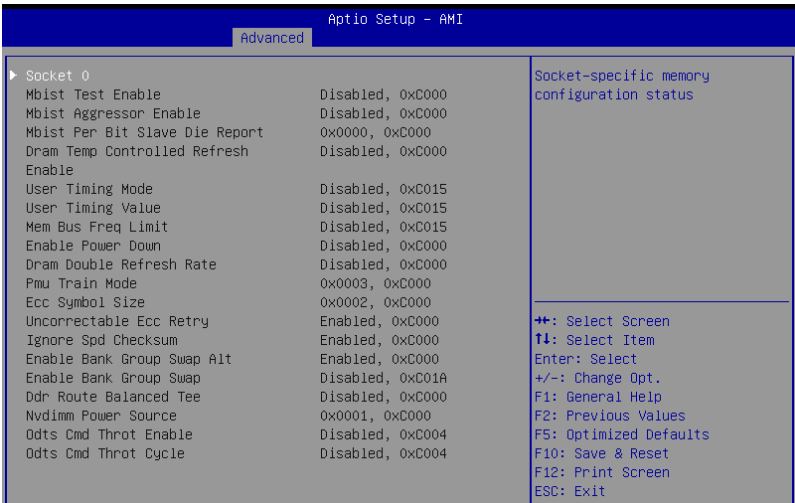 Aptio Setup – AMI
Advanced
Socket 0
Mbist Test Enable Disabled, 0xC000
Mbist Aggressor Enable Disabled, 0xC000
Mbist Per Bit Slave Die Report 0x0000, 0xC000
Dram Temp Controlled Refresh Disabled, 0xC000
Enable
User Timing Mode Disabled, 0xC015
User Timing Value Disabled, 0xC015
Mem Bus Freq Limit Disabled, 0xC015
Enable Power Down Disabled, 0xC000
Dram Double Refresh Rate Disabled, 0xC000
Pmu Train Mode 0x0003, 0xC000
Ecc Symbol Size 0x0002, 0xC000
Uncorrectable Ecc Retry Enabled, 0xC000
Ignore Spd Checksum Enabled, 0xC000
Enable Bank Group Swap Alt Enabled, 0xC000
Enable Bank Group Swap Disabled, 0xC01A
Ddr Route Balanced Tee Disabled, 0xC000
Nvdimm Power Source 0x0001, 0xC000
Odts Cmd Throt Enable Disabled, 0xC004
Odts Cmd Throt Cycle Disabled, 0xC004
Socket-specific memory
configuration status
→←: Select Screen
↑↓: Select Item
Enter: Select
+/-: Change Opt.
F1: General Help
F2: Previous Values
F5: Optimized Defaults
F10: Save & Reset
F12: Print Screen
ESC: Exit